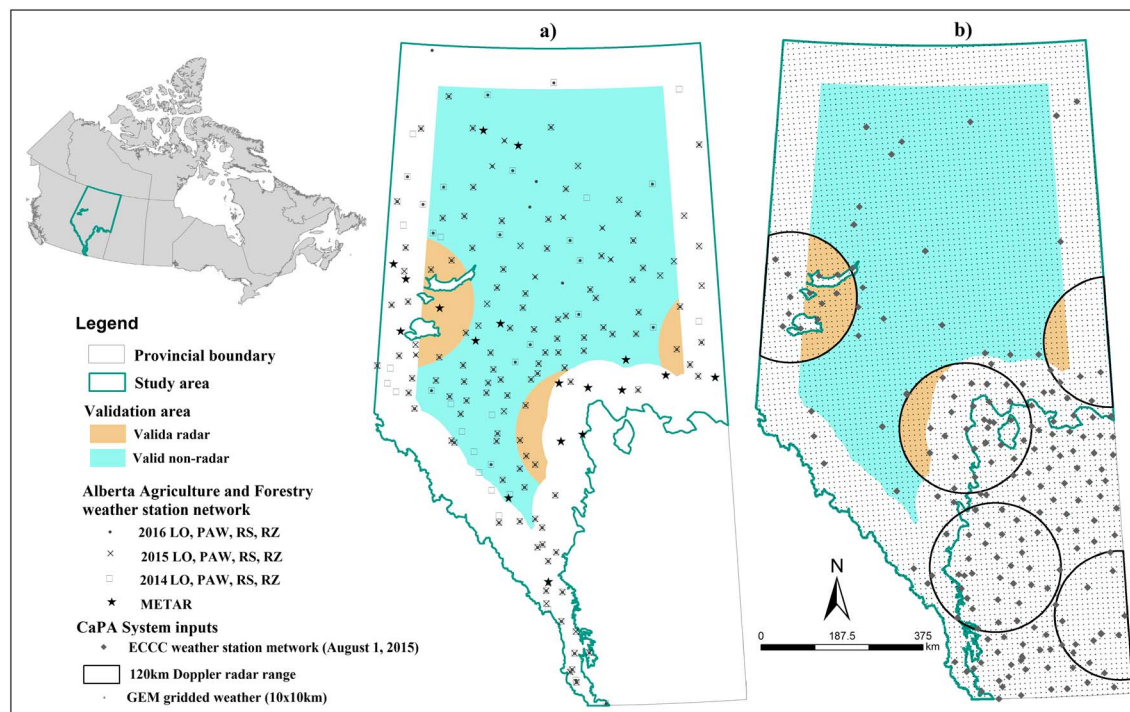 a)
b)
Legend
Provincial boundary
Study area
Validation area
Valida radar
Valid non-radar
Alberta Agriculture and Forestry
weather station network
2016 LO, PAW, RS, RZ
2015 LO, PAW, RS, RZ
2014 LO, PAW, RS, RZ
METAR
CaPA System inputs
ECCC weather station network (August 1, 2015)
120km Doppler radar range
GEM gridded weather (10x10km)
N
0 187.5 375
km